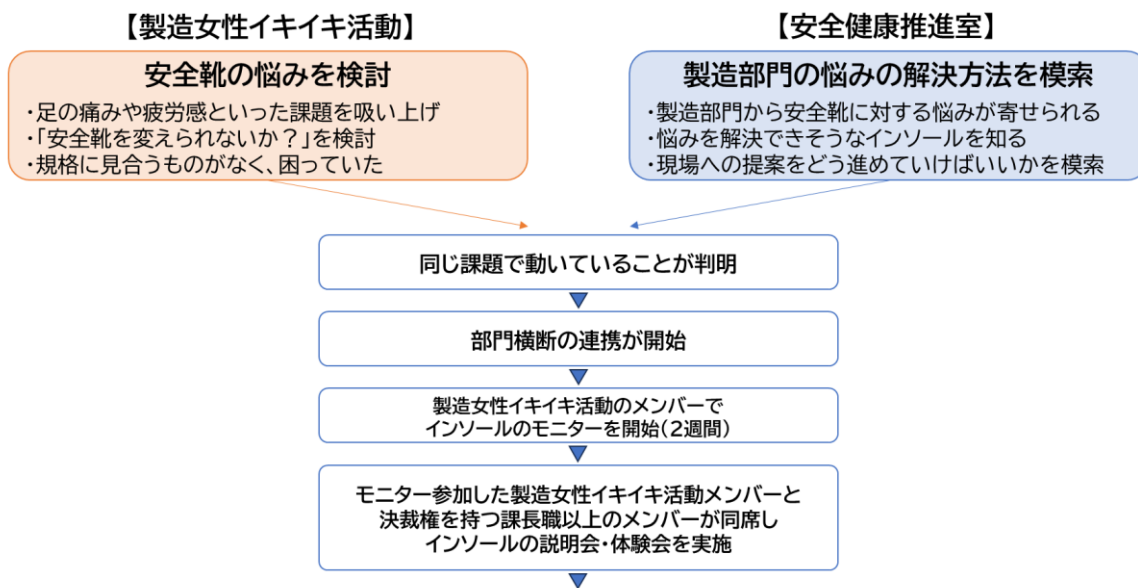 【製造女性イキイキ活動】
安全靴の悩みを検討
・足の痛みや疲労感といった課題を吸い上げ
・「安全靴を変えられないか？」を検討
・規格に見合うものがなく、困っていた
【安全健康推進室】
製造部門の悩みの解決方法を模索
・製造部門から安全靴に対する悩みが寄せられる
・悩みを解決できそうなインソールを知る
・現場への提案をどう進めていけばいいかを模索
同じ課題で動いていることが判明
部門横断の連携が開始
製造女性イキイキ活動のメンバーで
インソールのモニターを開始（2週間）
モニター参加した製造女性イキイキ活動メンバーと
決裁権を持つ課長職以上のメンバーが同席し
インソールの説明会・体験会を実施